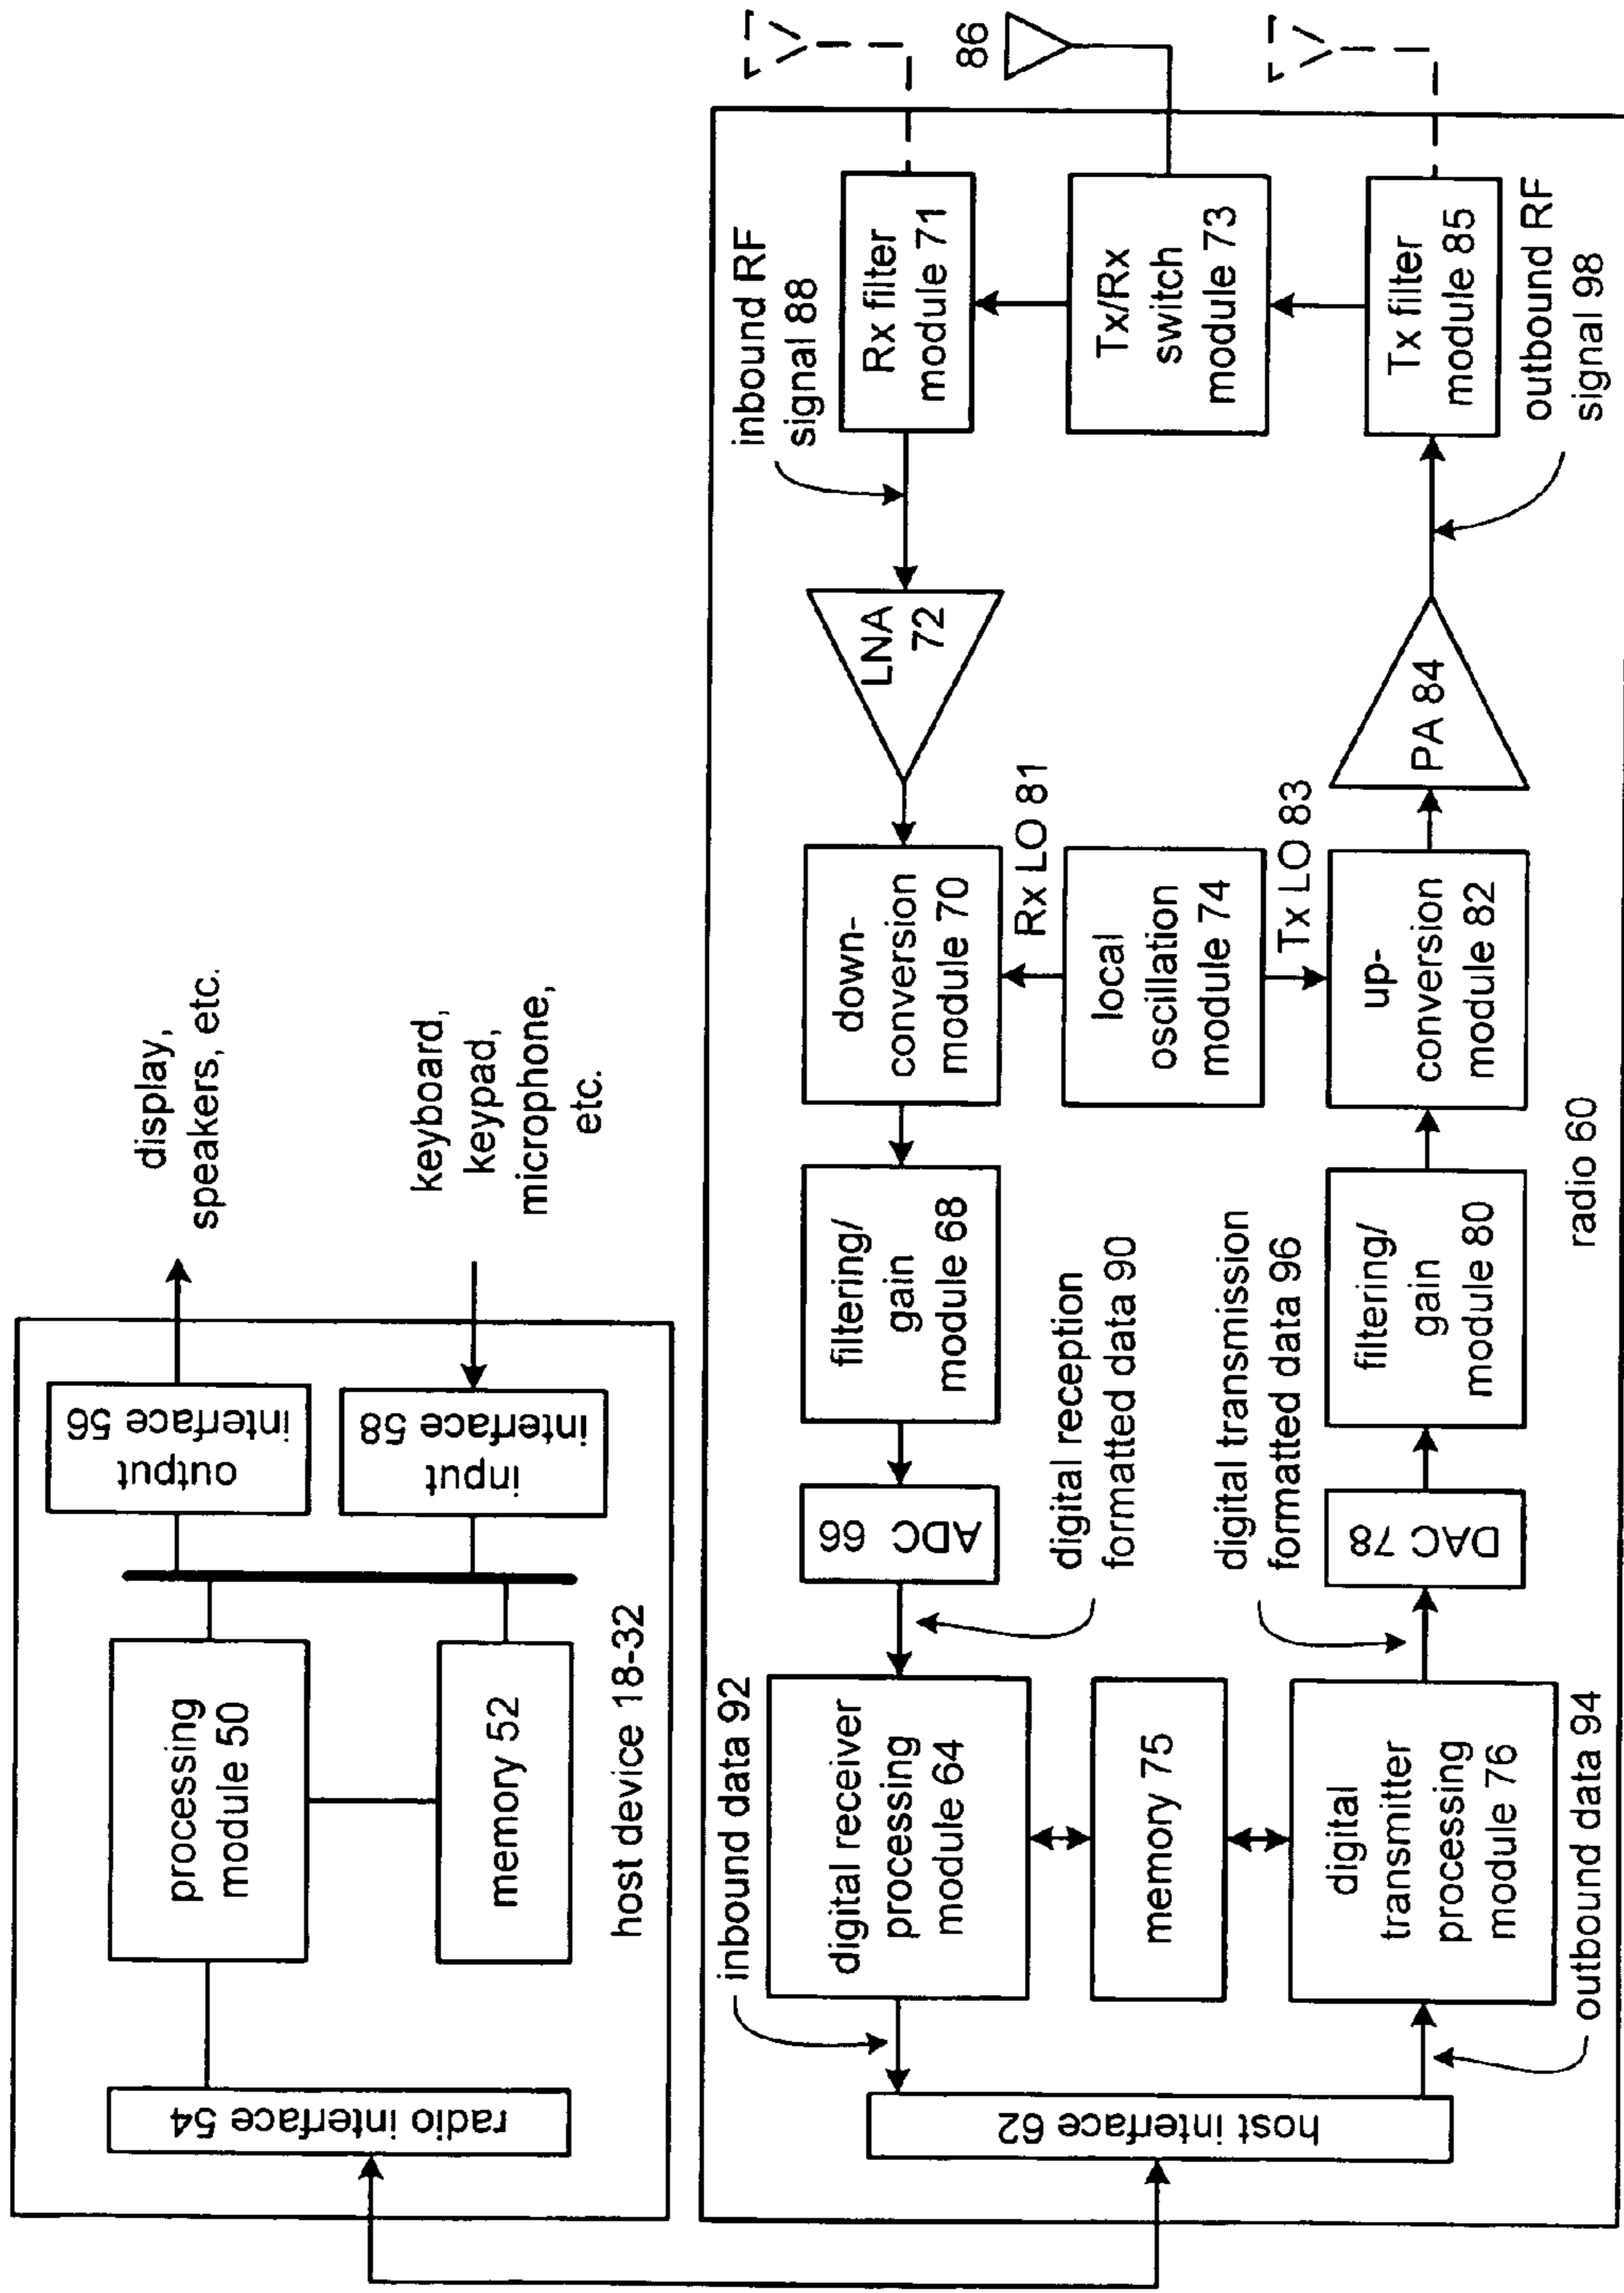 radio interface 54
processing
module 50
memory 52
output
interface 56
input
interface 58
display,
speakers, etc.
keyboard,
keypad,
microphone,
etc.
host device 18-32
host interface 62
inbound data 92
digital receiver
processing
module 64
memory 75
digital
transmitter
processing
module 76
outbound data 94
ADC 66
digital reception
formatted data 90
digital transmission
formatted data 96
DAC 78
filtering/
gain
module 68
filtering/
gain
module 80
down-
conversion
module 70
Rx LO 81
local
oscillation
module 74
Tx LO 83
up-
conversion
module 82
LNA
72
PA 84
inbound RF
signal 88
Rx filter
module 71
Tx/Rx
switch
module 73
Tx filter
module 85
outbound RF
signal 98
86
radio 60